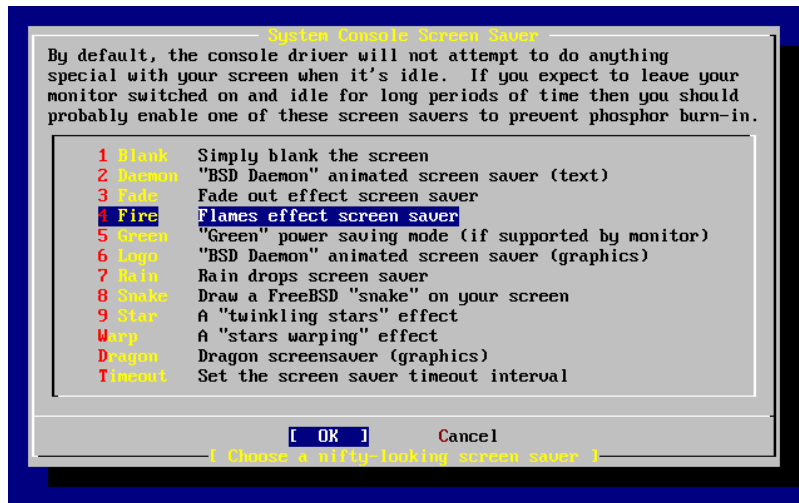 System Console Screen Saver
By default, the console driver will not attempt to do anything
special with your screen when it's idle.  If you expect to leave your
monitor switched on and idle for long periods of time then you should
probably enable one of these screen savers to prevent phosphor burn-in.
1 Blank    Simply blank the screen
2 Daemon   "BSD Daemon" animated screen saver (text)
3 Fade     Fade out effect screen saver
4 Fire     Flames effect screen saver
5 Green    "Green" power saving mode (if supported by monitor)
6 Logo     "BSD Daemon" animated screen saver (graphics)
7 Rain     Rain drops screen saver
8 Snake    Draw a FreeBSD "snake" on your screen
9 Star     A "twinkling stars" effect
Warp       A "stars warping" effect
Dragon     Dragon screensaver (graphics)
Timeout    Set the screen saver timeout interval
[  OK  ]       Cancel
[ Choose a nifty-looking screen saver ]